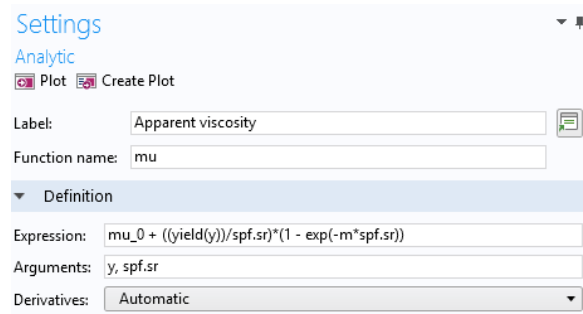 Settings
Analytic
Plot Create Plot
Label: Apparent viscosity
Function name: mu
Definition
Expression: mu_0 + ((yield(y))/spf.sr)*(1 - exp(-m*spf.sr))
Arguments: y, spf.sr
Derivatives: Automatic